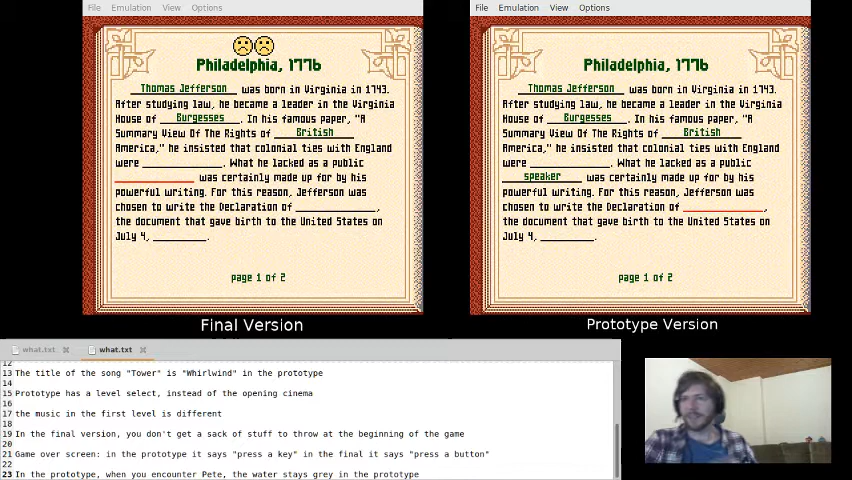 File Emulation View Options
Philadelphia, 1776
Thomas Jefferson was born in Virginia in 1743.
After studying law, he became a leader in the Virginia
House of Burgesses. In his famous paper, "A
Summary View Of The Rights of British
America," he insisted that colonial ties with England
were __________. What he lacked as a public
__________ was certainly made up for by his
powerful writing. For this reason, Jefferson was
chosen to write the Declaration of __________,
the document that gave birth to the United States on
July 4, __________.
page 1 of 2
Final Version
File Emulation View Options
Philadelphia, 1776
Thomas Jefferson was born in Virginia in 1743.
After studying law, he became a leader in the Virginia
House of Burgesses. In his famous paper, "A
Summary View Of The Rights of British
America," he insisted that colonial ties with England
were __________. What he lacked as a public
speaker was certainly made up for by his
powerful writing. For this reason, Jefferson was
chosen to write the Declaration of __________,
the document that gave birth to the United States on
July 4, __________.
page 1 of 2
Prototype Version
what.txt what.txt
12
13 The title of the song "Tower" is "Whirlwind" in the prototype
14
15 Prototype has a level select, instead of the opening cinema
16
17 the music in the first level is different
18
19 In the final version, you don't get a sack of stuff to throw at the beginning of the game
20
21 Game over screen: in the prototype it says "press a key" in the final it says "press a button"
22
23 In the prototype, when you encounter Pete, the water stays grey in the prototype